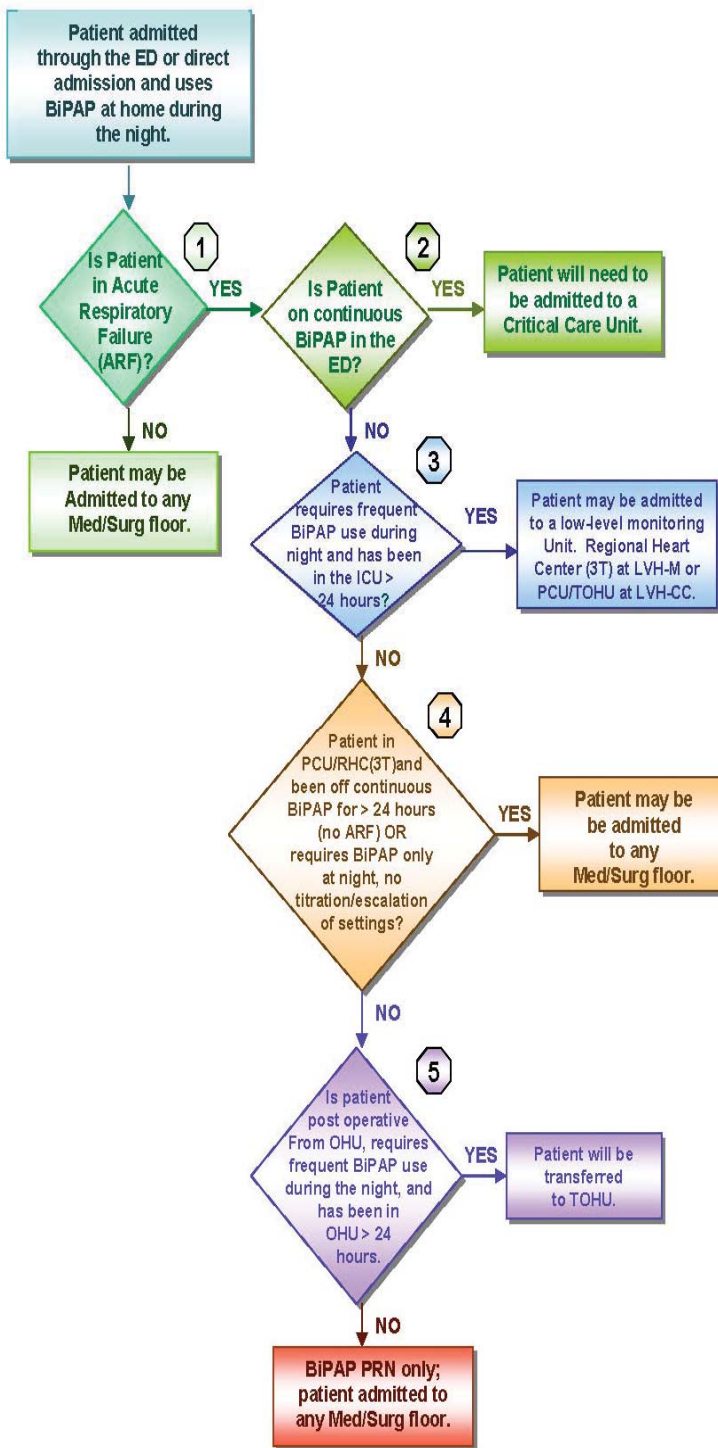 Patient admitted
through the ED or direct
admission and uses
BiPAP at home during
the night.
1
Is Patient
in Acute
Respiratory
Failure
(ARF)?
YES
2
Is Patient
on continuous
BiPAP in the
ED?
YES
Patient will need to
be admitted to a
Critical Care Unit.
NO
Patient may be
Admitted to any
Med/Surg floor.
NO
3
Patient
requires frequent
BiPAP use during
night and has been
in the ICU >
24 hours?
YES
Patient may be admitted
to a low-level monitoring
Unit. Regional Heart
Center (3T) at LVH-M or
PCU/TOHU at LVH-CC.
NO
4
Patient in
PCU/RHC(3T)and
been off continuous
BiPAP for > 24 hours
(no ARF) OR
requires BiPAP only
at night, no
titration/escalation
of settings?
YES
Patient may be
be admitted
to any
Med/Surg floor.
NO
5
Is patient
post operative
From OHU, requires
frequent BiPAP use
during the night, and
has been in
OHU > 24
hours.
YES
Patient will be
transferred
to TOHU.
NO
BiPAP PRN only;
patient admitted to
any Med/Surg floor.